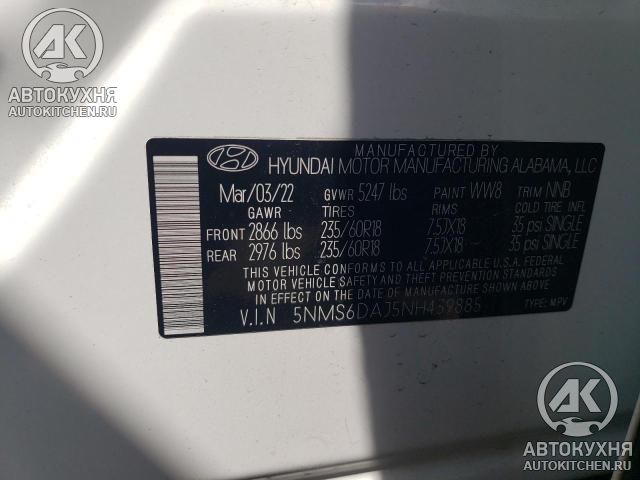 АВТОКУХНЯ
AUTOKITCHEN.RU
MANUFACTURED BY
HYUNDAI MOTOR MANUFACTURING ALABAMA, LLC
Mar/03/22 GVWR 5247 lbs PAINT WW8 TRIM NNB
GAWR TIRES RIMS COLD TIRE INFL
FRONT 2866 lbs 235/60R18 7.5JX18 35 psi SINGLE
REAR 2976 lbs 235/60R18 7.5JX18 35 psi SINGLE
THIS VEHICLE CONFORMS TO ALL APPLICABLE U.S.A. FEDERAL
MOTOR VEHICLE SAFETY, BUMPER, AND THEFT PREVENTION STANDARDS
IN EFFECT ON THE DATE OF MANUFACTURE SHOWN ABOVE
V.I.N 5NMS6DAJ5NH439885 TYPE: MPV
АК
АВТОКУХНЯ
AUTOKITCHEN.RU